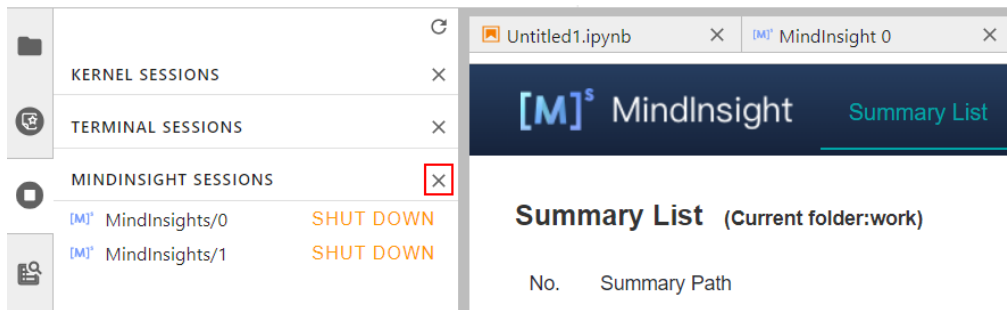 KERNEL SESSIONS
TERMINAL SESSIONS
MINDINSIGHT SESSIONS
[M]s MindInsights/0 SHUT DOWN
[M]s MindInsights/1 SHUT DOWN
Untitled1.ipynb [M]s MindInsight 0
[M]s MindInsight Summary List
Summary List (Current folder:work)
No. Summary Path